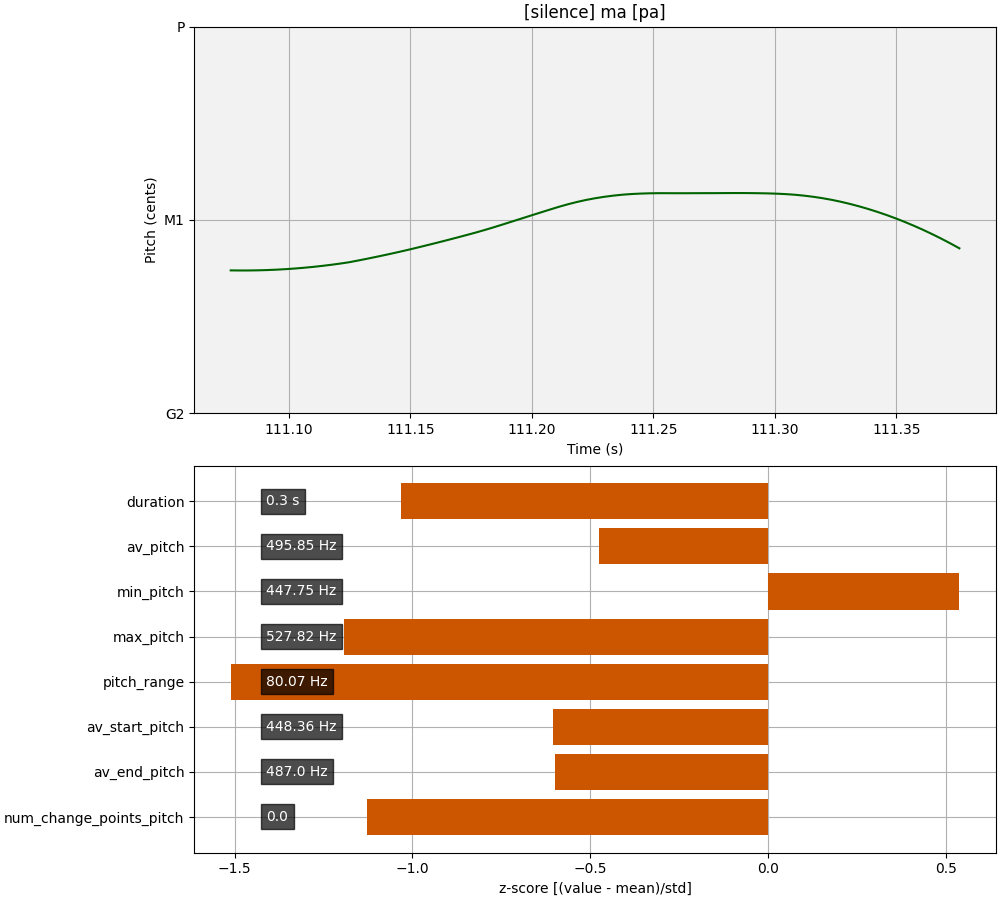 [silence] ma [pa]
P
M1
G2
Pitch (cents)
111.10 111.15 111.20 111.25 111.30 111.35
Time (s)
duration 0.3 s
av_pitch 495.85 Hz
min_pitch 447.75 Hz
max_pitch 527.82 Hz
pitch_range 80.07 Hz
av_start_pitch 448.36 Hz
av_end_pitch 487.0 Hz
num_change_points_pitch 0.0
−1.5 −1.0 −0.5 0.0 0.5
z-score [(value - mean)/std]